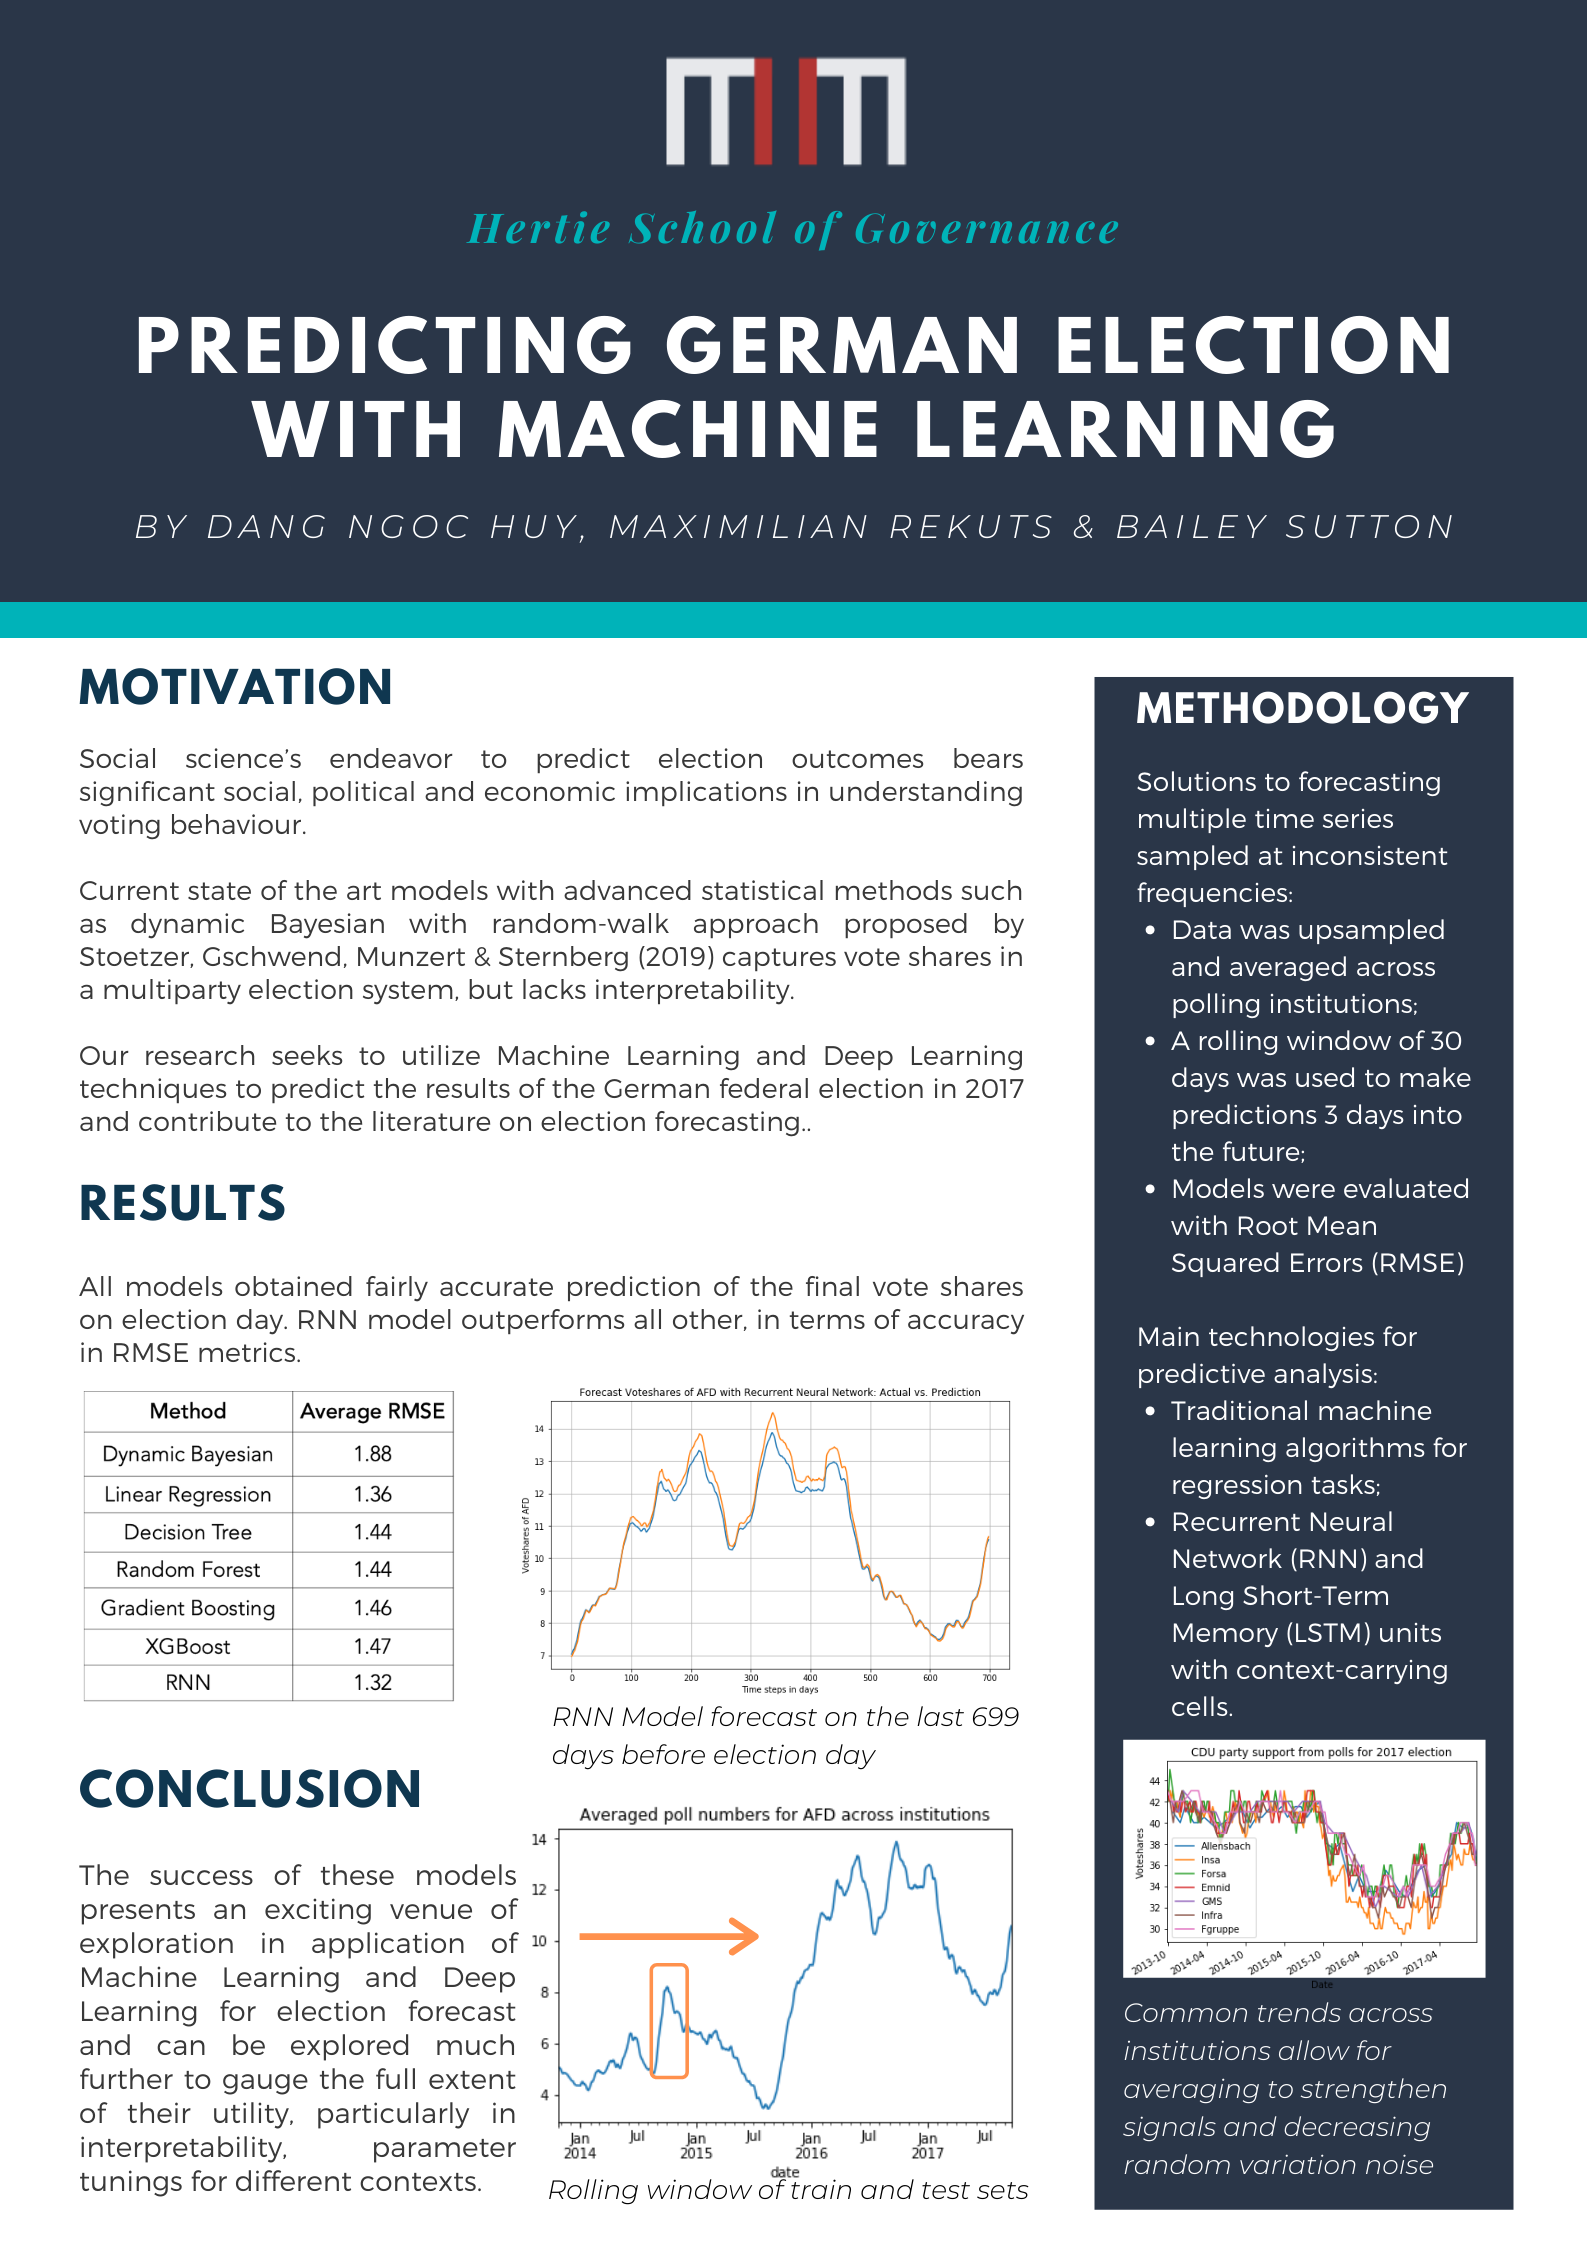 Hertie School of Governance
PREDICTING GERMAN ELECTION
WITH MACHINE LEARNING
BY DANG NGOC HUY, MAXIMILIAN REKUTS & BAILEY SUTTON
MOTIVATION
Social science’s endeavor to predict election outcomes bears
significant social, political and economic implications in understanding
voting behaviour.
Current state of the art models with advanced statistical methods such
as dynamic Bayesian with random-walk approach proposed by
Stoetzer, Gschwend, Munzert & Sternberg (2019) captures vote shares in
a multiparty election system, but lacks interpretability.
Our research seeks to utilize Machine Learning and Deep Learning
techniques to predict the results of the German federal election in 2017
and contribute to the literature on election forecasting..
RESULTS
All models obtained fairly accurate prediction of the final vote shares
on election day. RNN model outperforms all other, in terms of accuracy
in RMSE metrics.
Method Average RMSE
Dynamic Bayesian 1.88
Linear Regression 1.36
Decision Tree 1.44
Random Forest 1.44
Gradient Boosting 1.46
XGBoost 1.47
RNN 1.32
Forecast Voteshares of AFD with Recurrent Neural Network: Actual vs. Prediction
Voteshares of AFD
14
13
12
11
10
9
8
7
0 100 200 300 400 500 600 700
Time steps in days
RNN Model forecast on the last 699
days before election day
CONCLUSION
The success of these models
presents an exciting venue of
exploration in application of
Machine Learning and Deep
Learning for election forecast
and can be explored much
further to gauge the full extent
of their utility, particularly in
interpretability, parameter
tunings for different contexts.
Averaged poll numbers for AFD across institutions
14
12
10
8
6
4
Jan Jul Jan Jul Jan Jul Jan Jul
2014 2015 2016 2017
date
Rolling window of train and test sets
METHODOLOGY
Solutions to forecasting
multiple time series
sampled at inconsistent
frequencies:
• Data was upsampled
and averaged across
polling institutions;
• A rolling window of 30
days was used to make
predictions 3 days into
the future;
• Models were evaluated
with Root Mean
Squared Errors (RMSE)
Main technologies for
predictive analysis:
• Traditional machine
learning algorithms for
regression tasks;
• Recurrent Neural
Network (RNN) and
Long Short-Term
Memory (LSTM) units
with context-carrying
cells.
CDU party support from polls for 2017 election
Voteshares
44
42
40
38
36
34
32
30
Allensbach
Insa
Forsa
Emnid
GMS
Infra
Fgruppe
2013-10 2014-04 2014-10 2015-04 2015-10 2016-04 2016-10 2017-04
Date
Common trends across
institutions allow for
averaging to strengthen
signals and decreasing
random variation noise